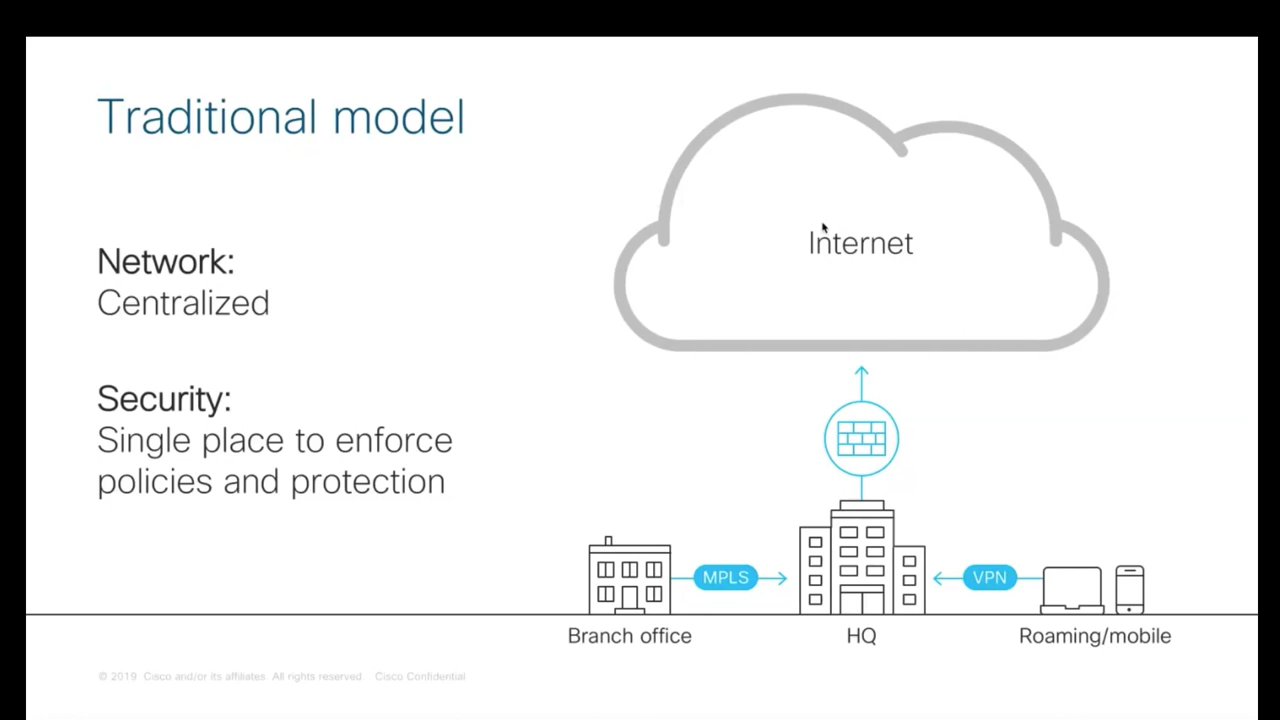 Traditional model
Network:
Centralized
Security:
Single place to enforce
policies and protection
Internet
MPLS
VPN
Branch office
HQ
Roaming/mobile
© 2019 Cisco and/or its affiliates. All rights reserved. Cisco Confidential